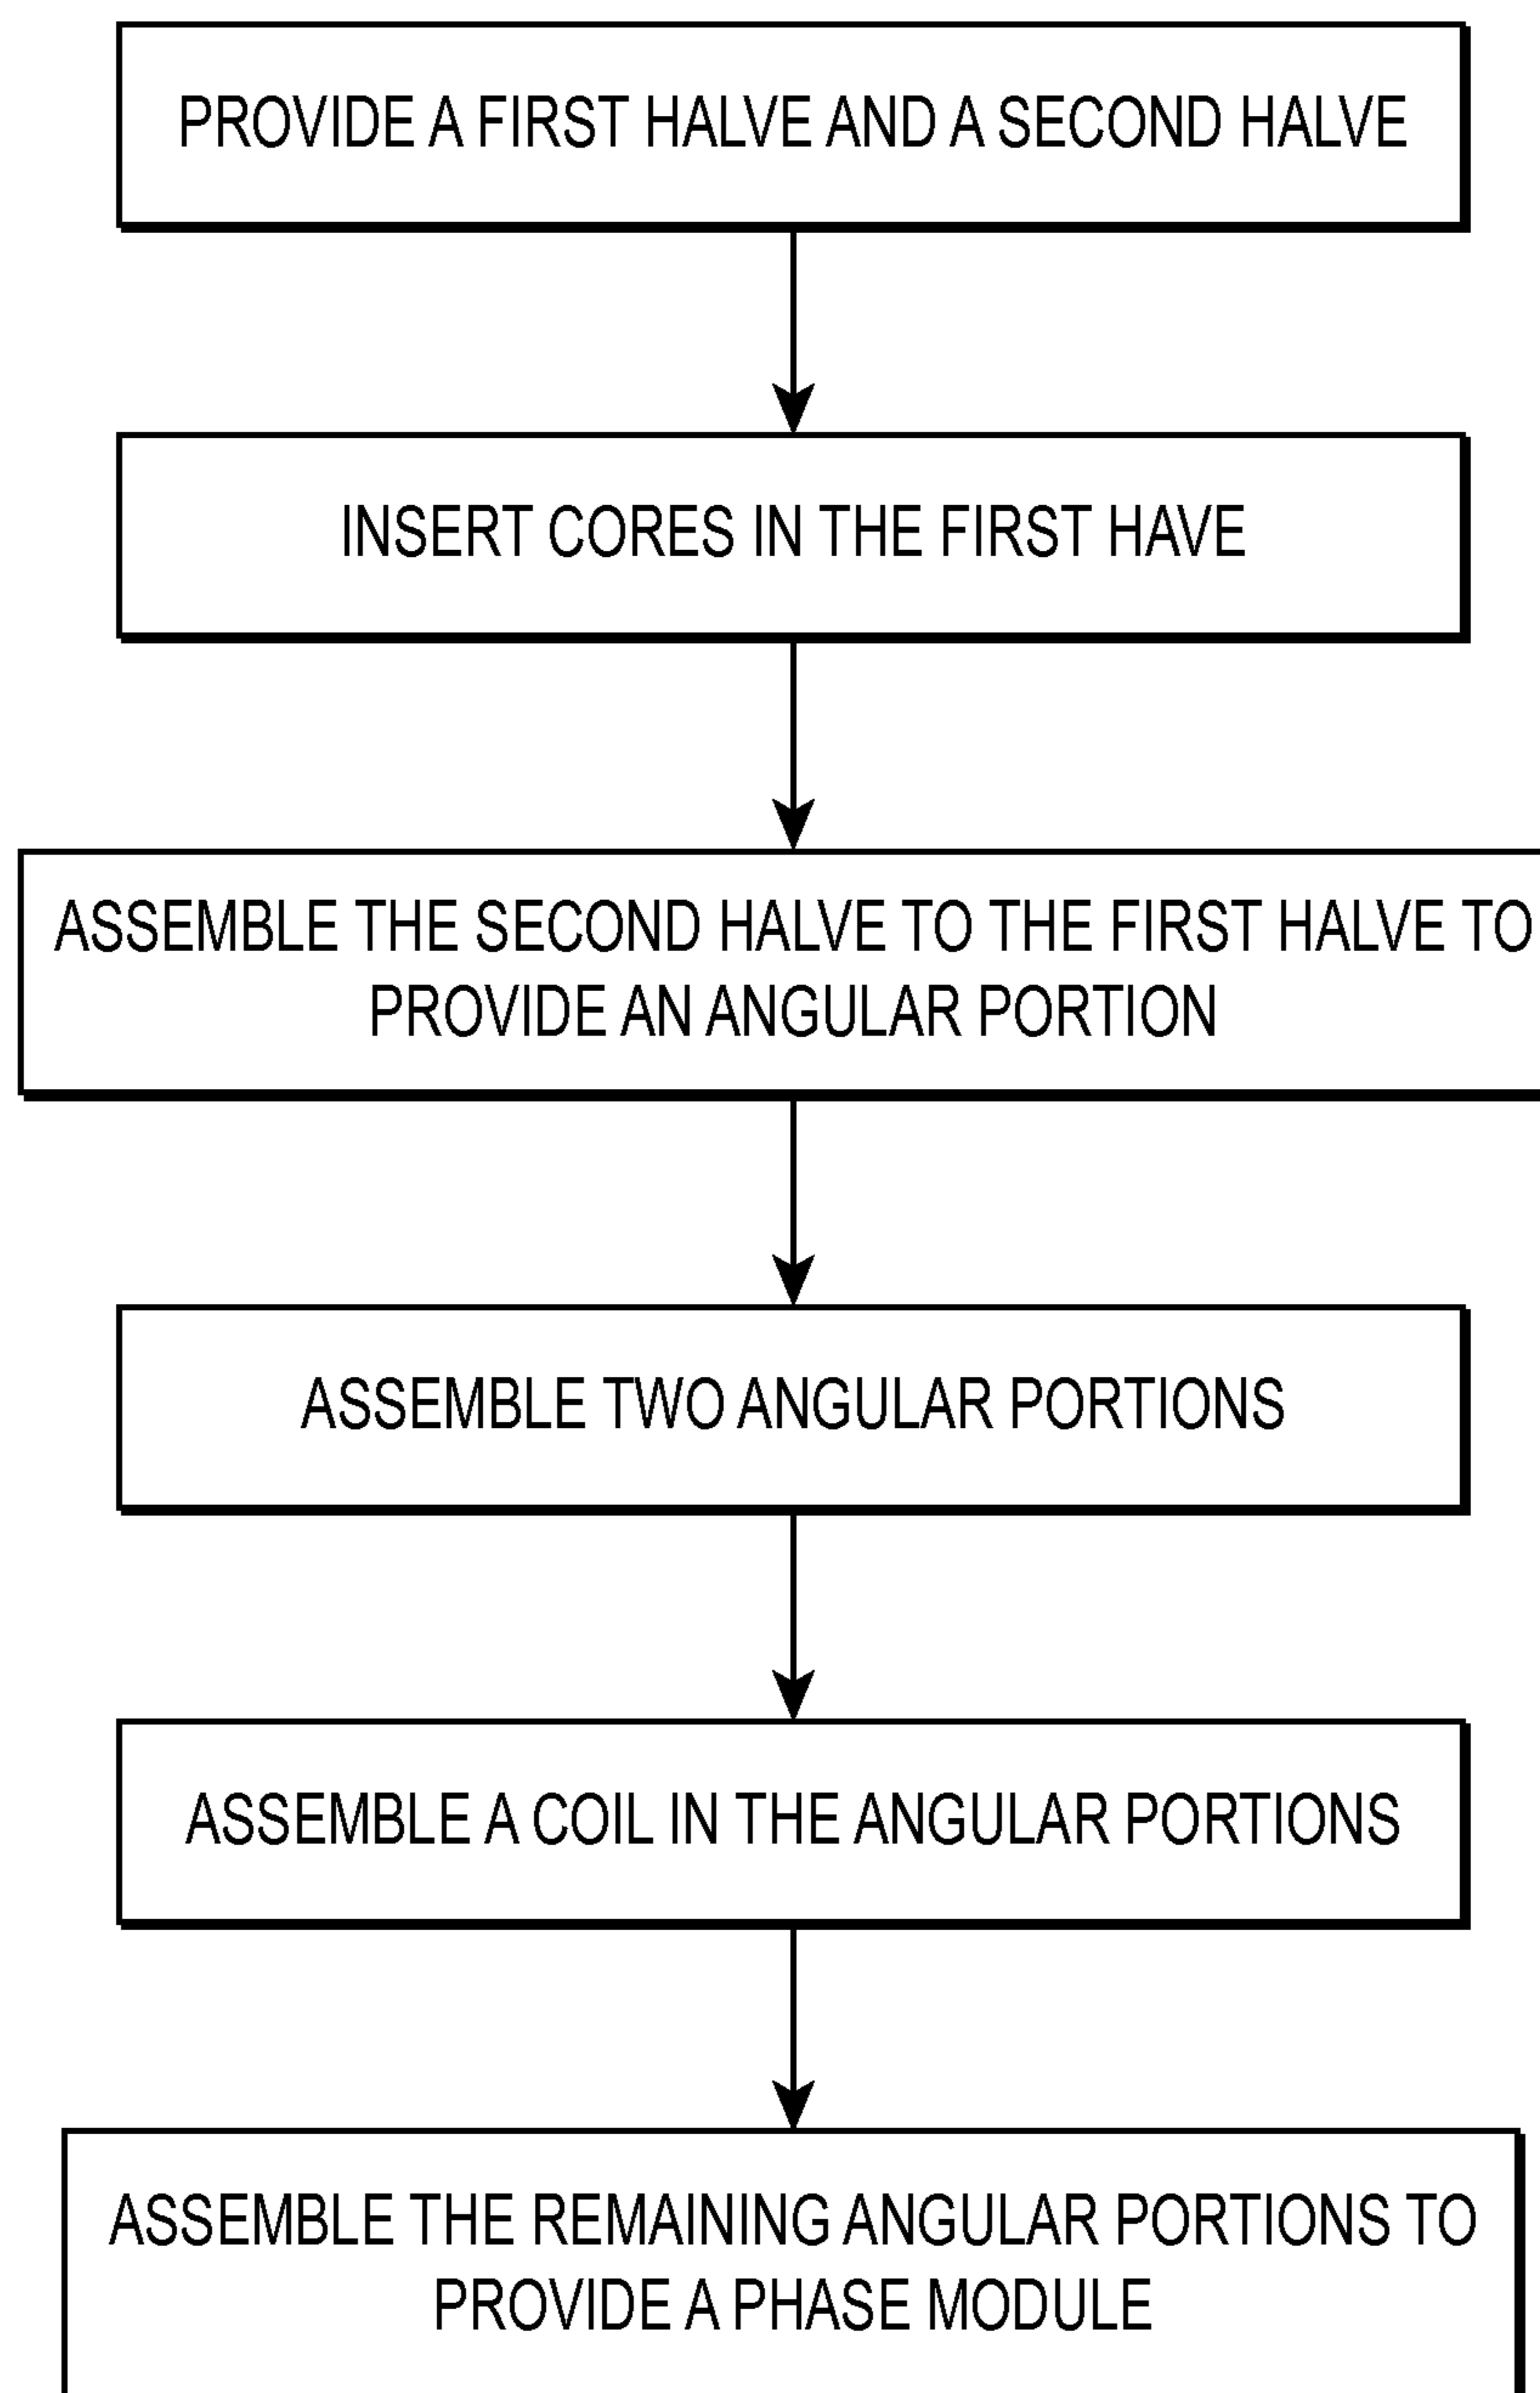 PROVIDE A FIRST HALVE AND A SECOND HALVE
INSERT CORES IN THE FIRST HAVE
ASSEMBLE THE SECOND HALVE TO THE FIRST HALVE TO
PROVIDE AN ANGULAR PORTION
ASSEMBLE TWO ANGULAR PORTIONS
ASSEMBLE A COIL IN THE ANGULAR PORTIONS
ASSEMBLE THE REMAINING ANGULAR PORTIONS TO
PROVIDE A PHASE MODULE